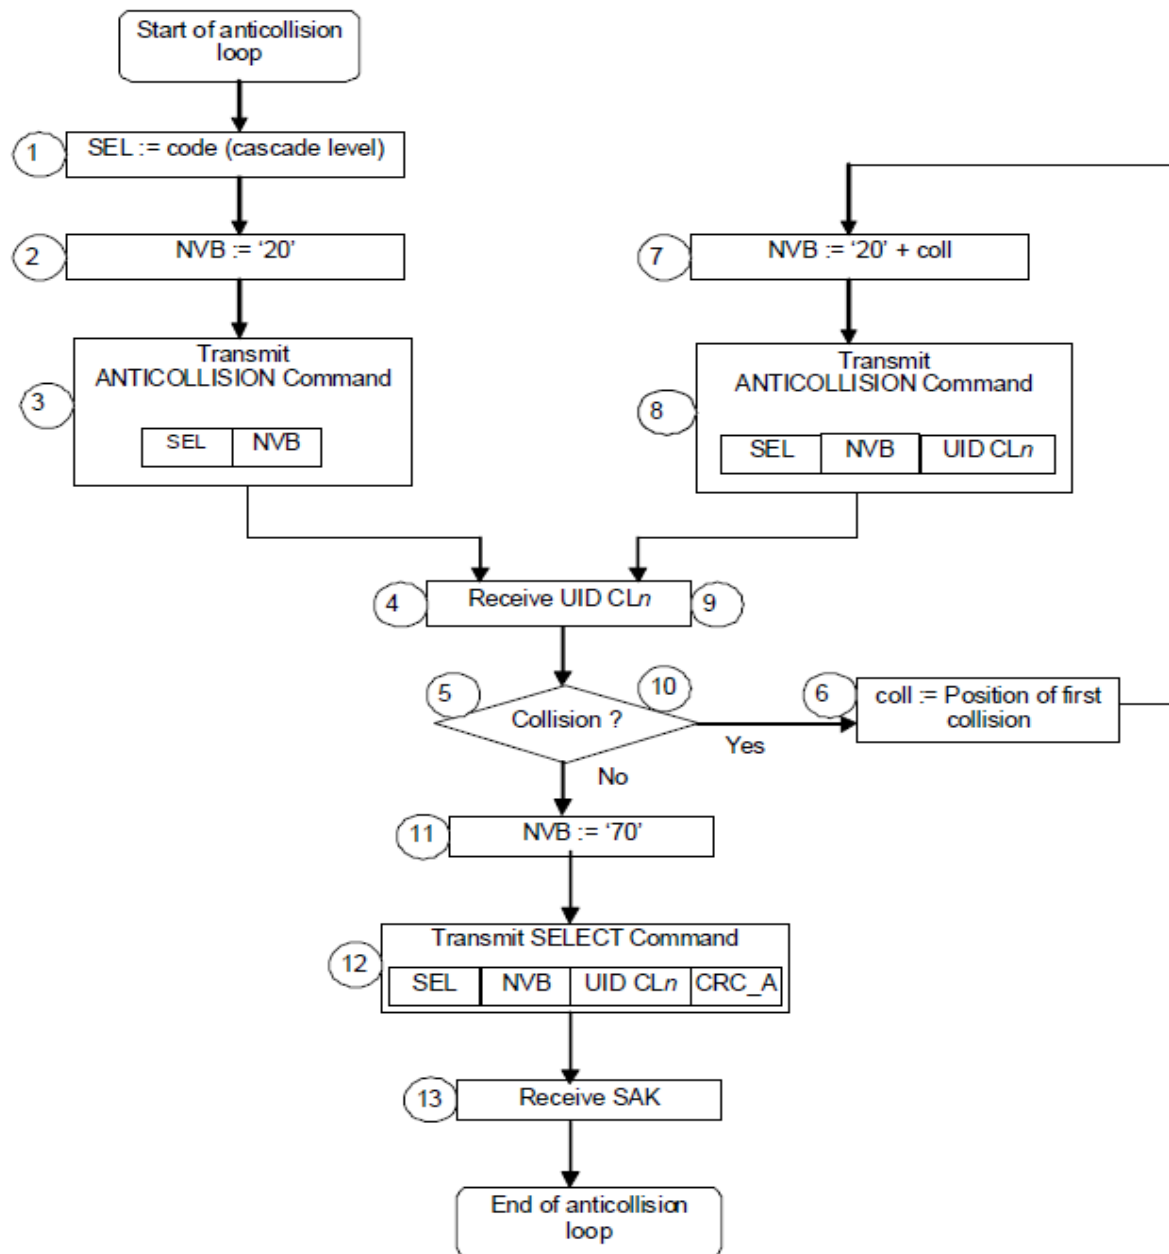 Start of anticollision
loop
1
SEL := code (cascade level)
2
NVB := ‘20’
3
Transmit
ANTICOLLISION Command
SEL NVB
7
NVB := ‘20’ + coll
8
Transmit
ANTICOLLISION Command
SEL NVB UID CLn
4
Receive UID CLn
9
5
Collision ?
10
Yes
No
6
coll := Position of first
collision
11
NVB := ‘70’
12
Transmit SELECT Command
SEL NVB UID CLn CRC_A
13
Receive SAK
End of anticollision
loop